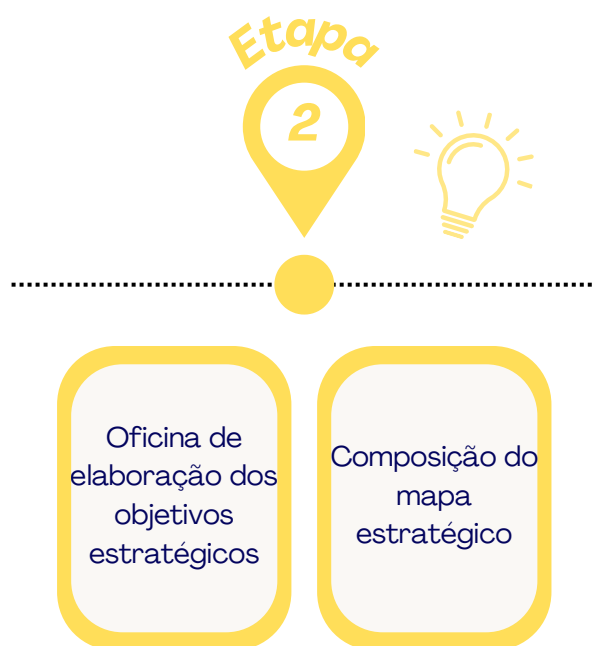 Etapa
2
Oficina de
elaboração dos
objetivos
estratégicos
Composição do
mapa
estratégico